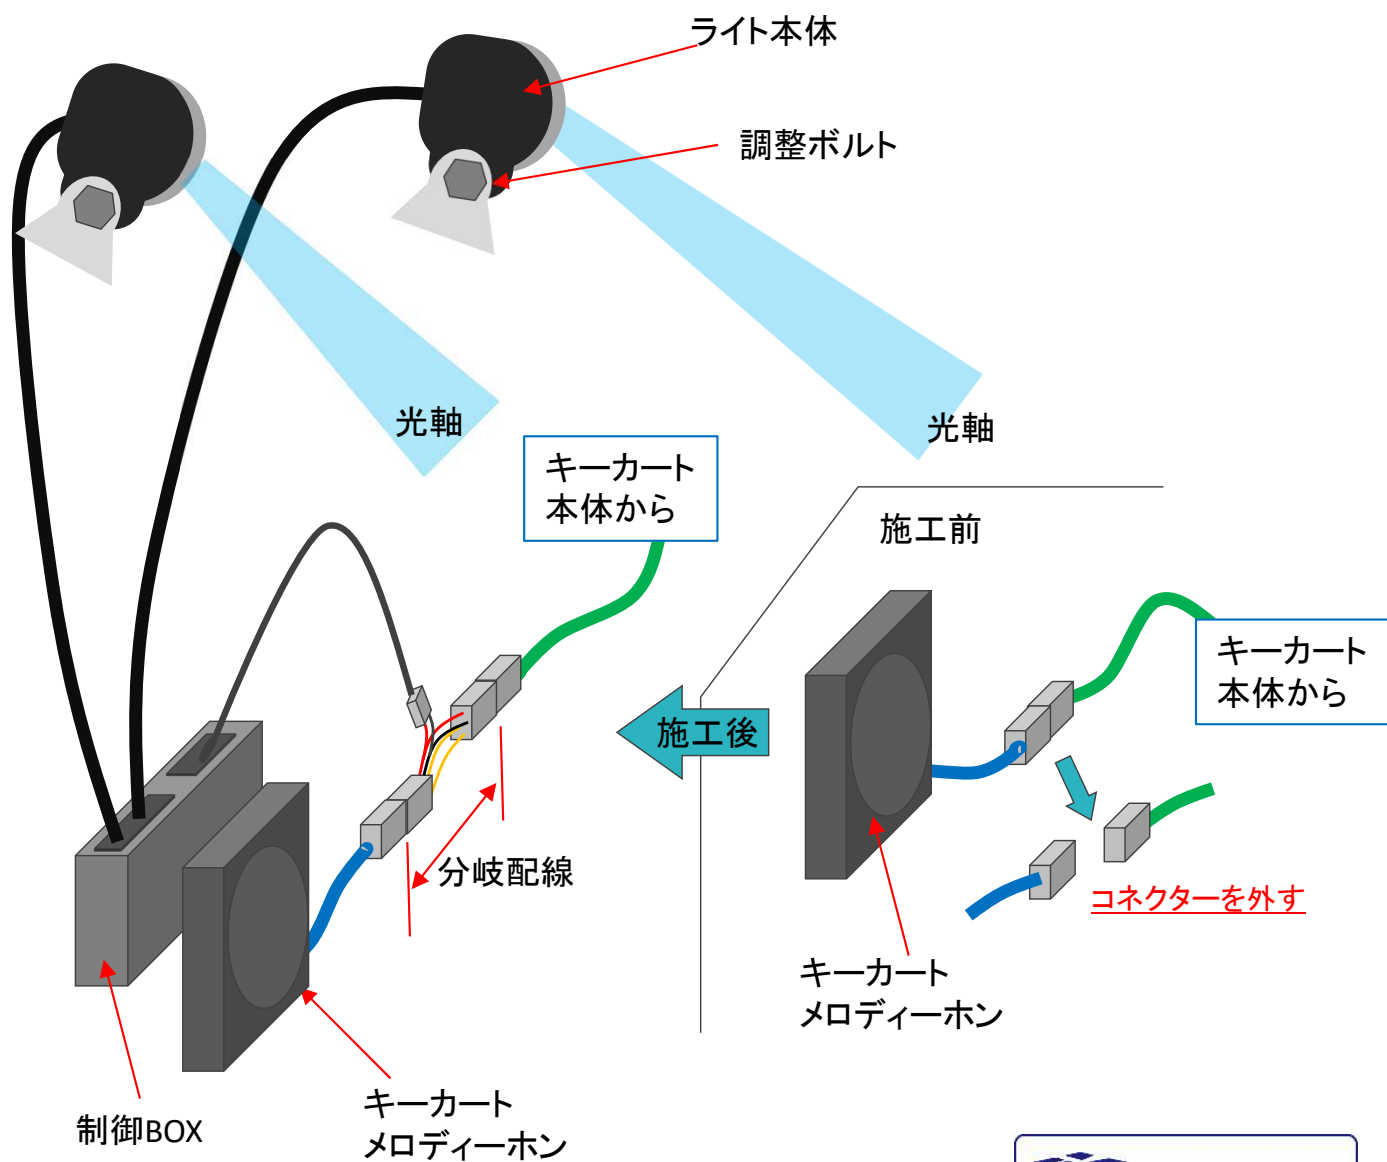 ライト本体
調整ボルト
光軸
光軸
キーカート
本体から
施工前
キーカート
本体から
施工後
分岐配線
コネクターを外す
キーカート
メロディーホン
制御BOX
キーカート
メロディーホン